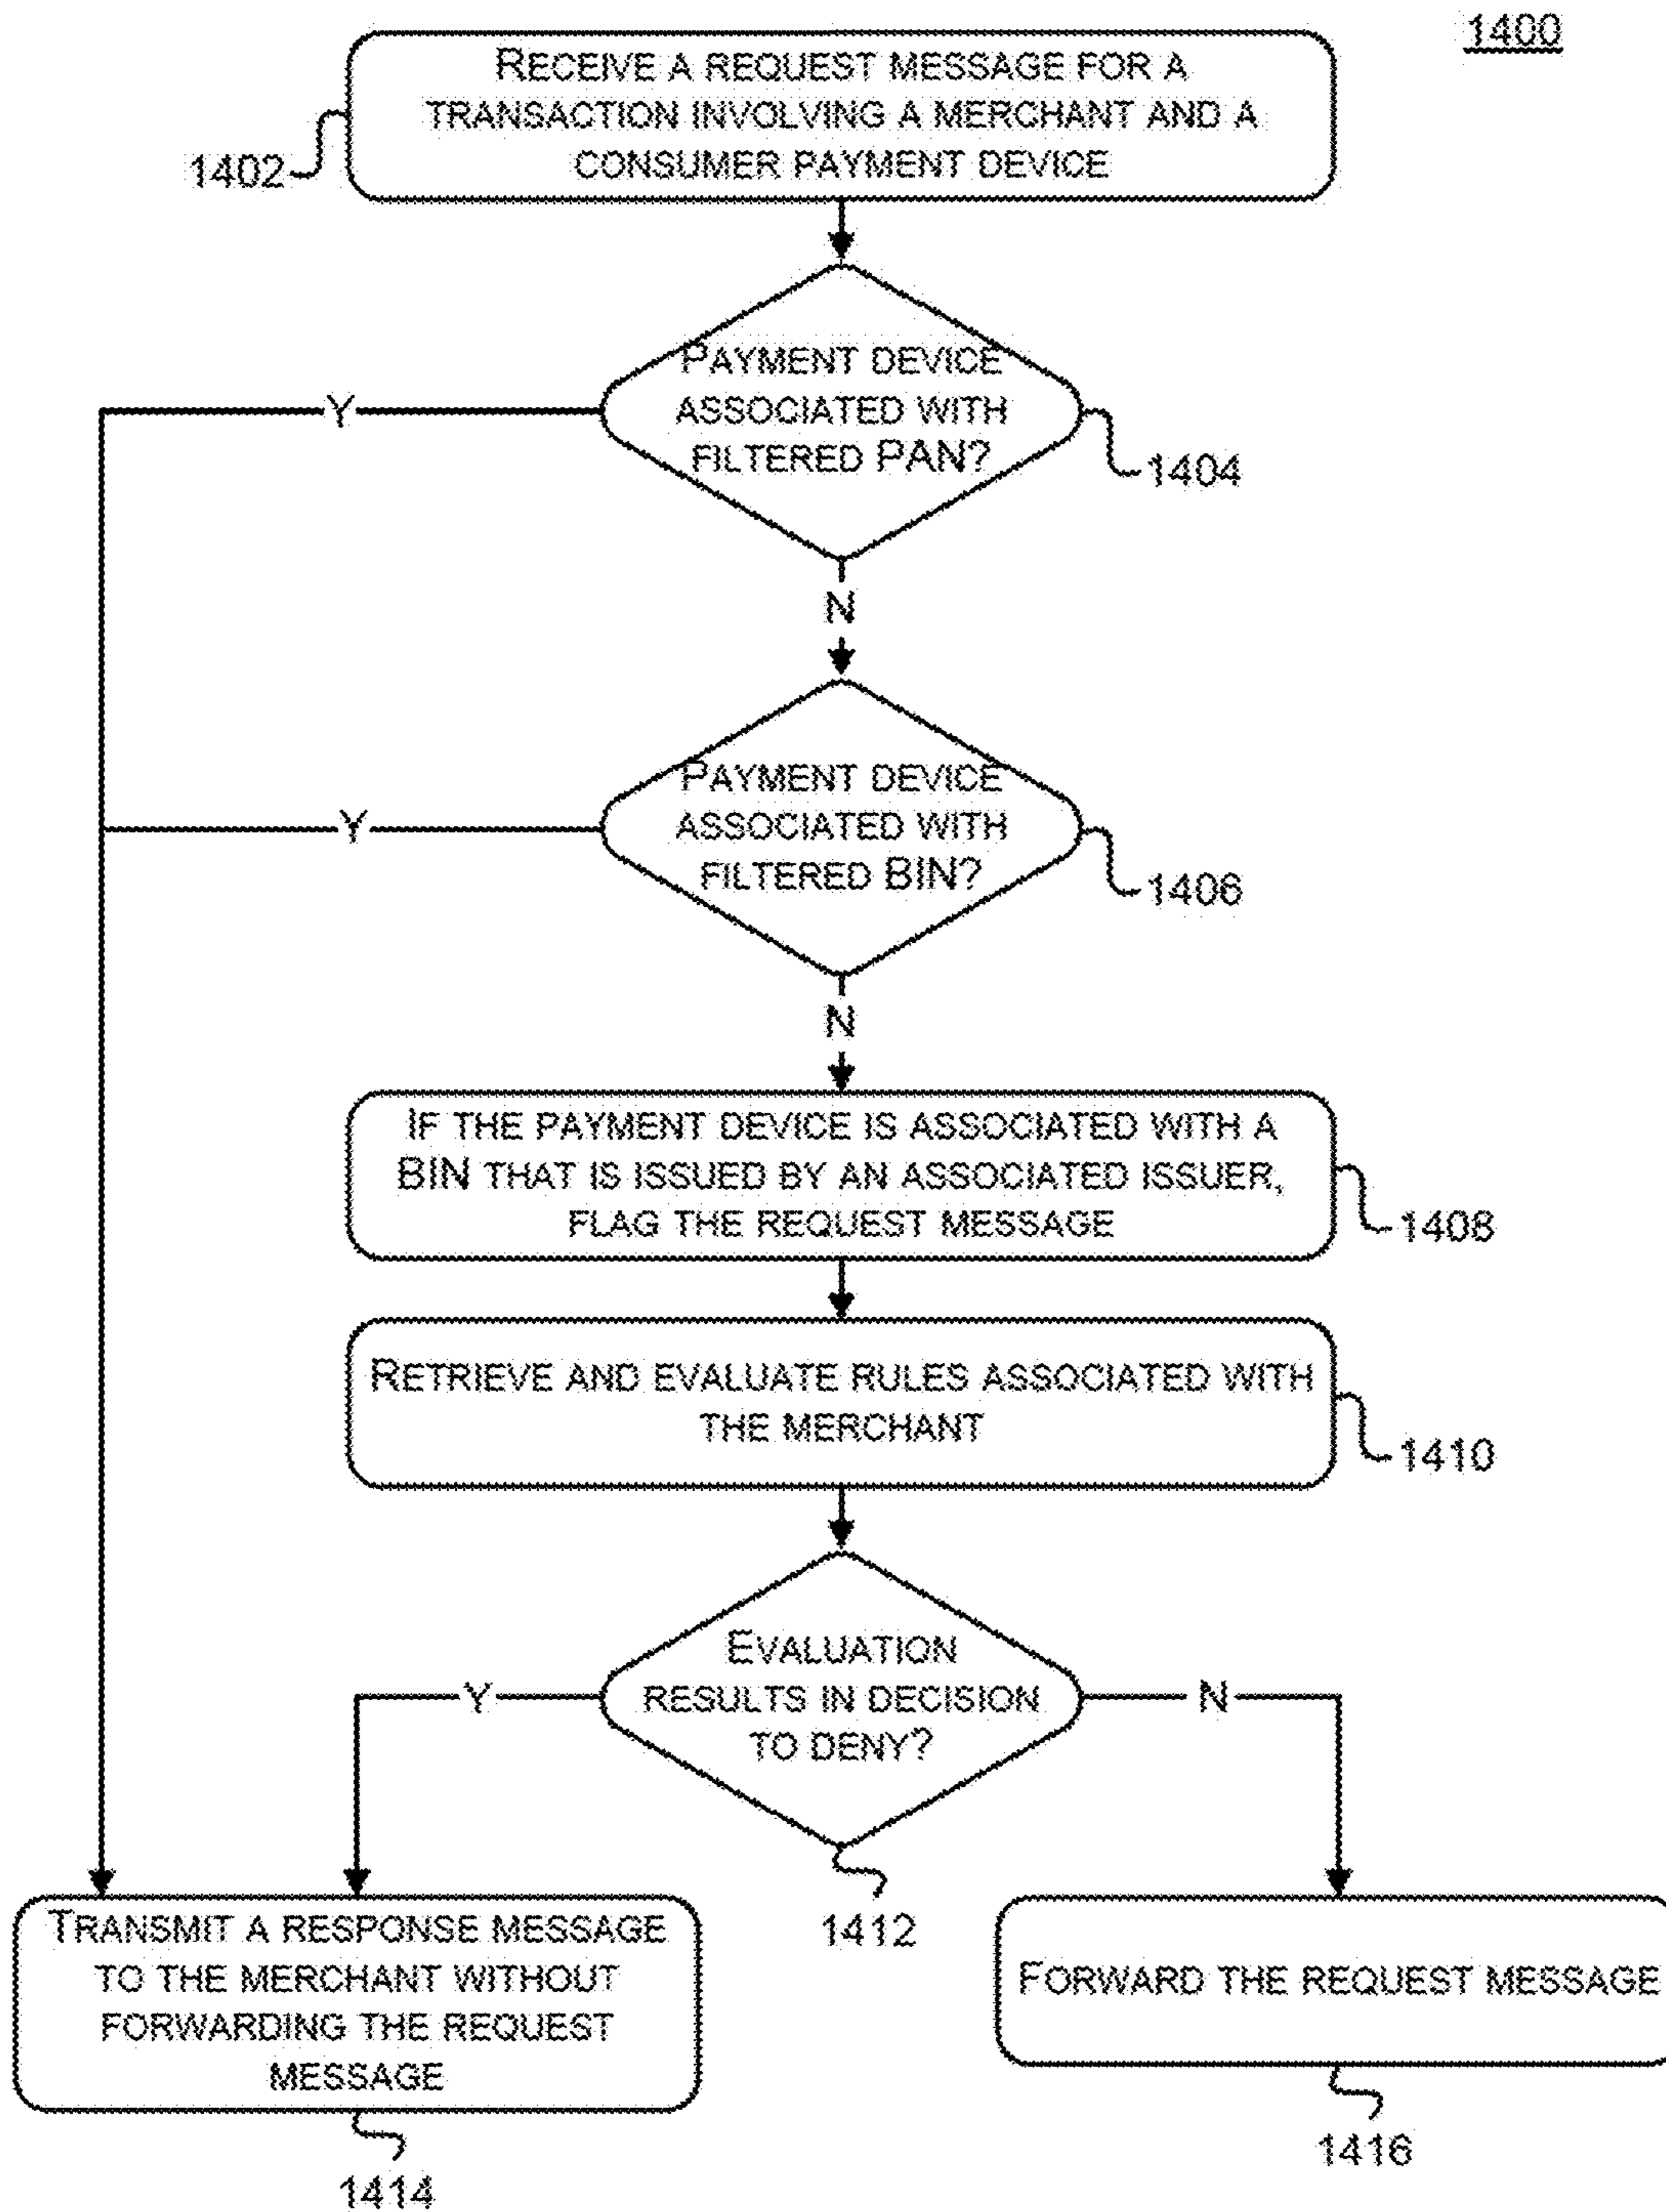 1400
RECEIVE A REQUEST MESSAGE FOR A
TRANSACTION INVOLVING A MERCHANT AND A
CONSUMER PAYMENT DEVICE
1402
PAYMENT DEVICE
ASSOCIATED WITH
FILTERED PAN?
Y
1404
N
PAYMENT DEVICE
ASSOCIATED WITH
FILTERED BIN?
Y
1406
N
IF THE PAYMENT DEVICE IS ASSOCIATED WITH A
BIN THAT IS ISSUED BY AN ASSOCIATED ISSUER,
FLAG THE REQUEST MESSAGE
1408
RETRIEVE AND EVALUATE RULES ASSOCIATED WITH
THE MERCHANT
1410
EVALUATION
RESULTS IN DECISION
TO DENY?
Y
N
1412
TRANSMIT A RESPONSE MESSAGE
TO THE MERCHANT WITHOUT
FORWARDING THE REQUEST
MESSAGE
1414
FORWARD THE REQUEST MESSAGE
1416